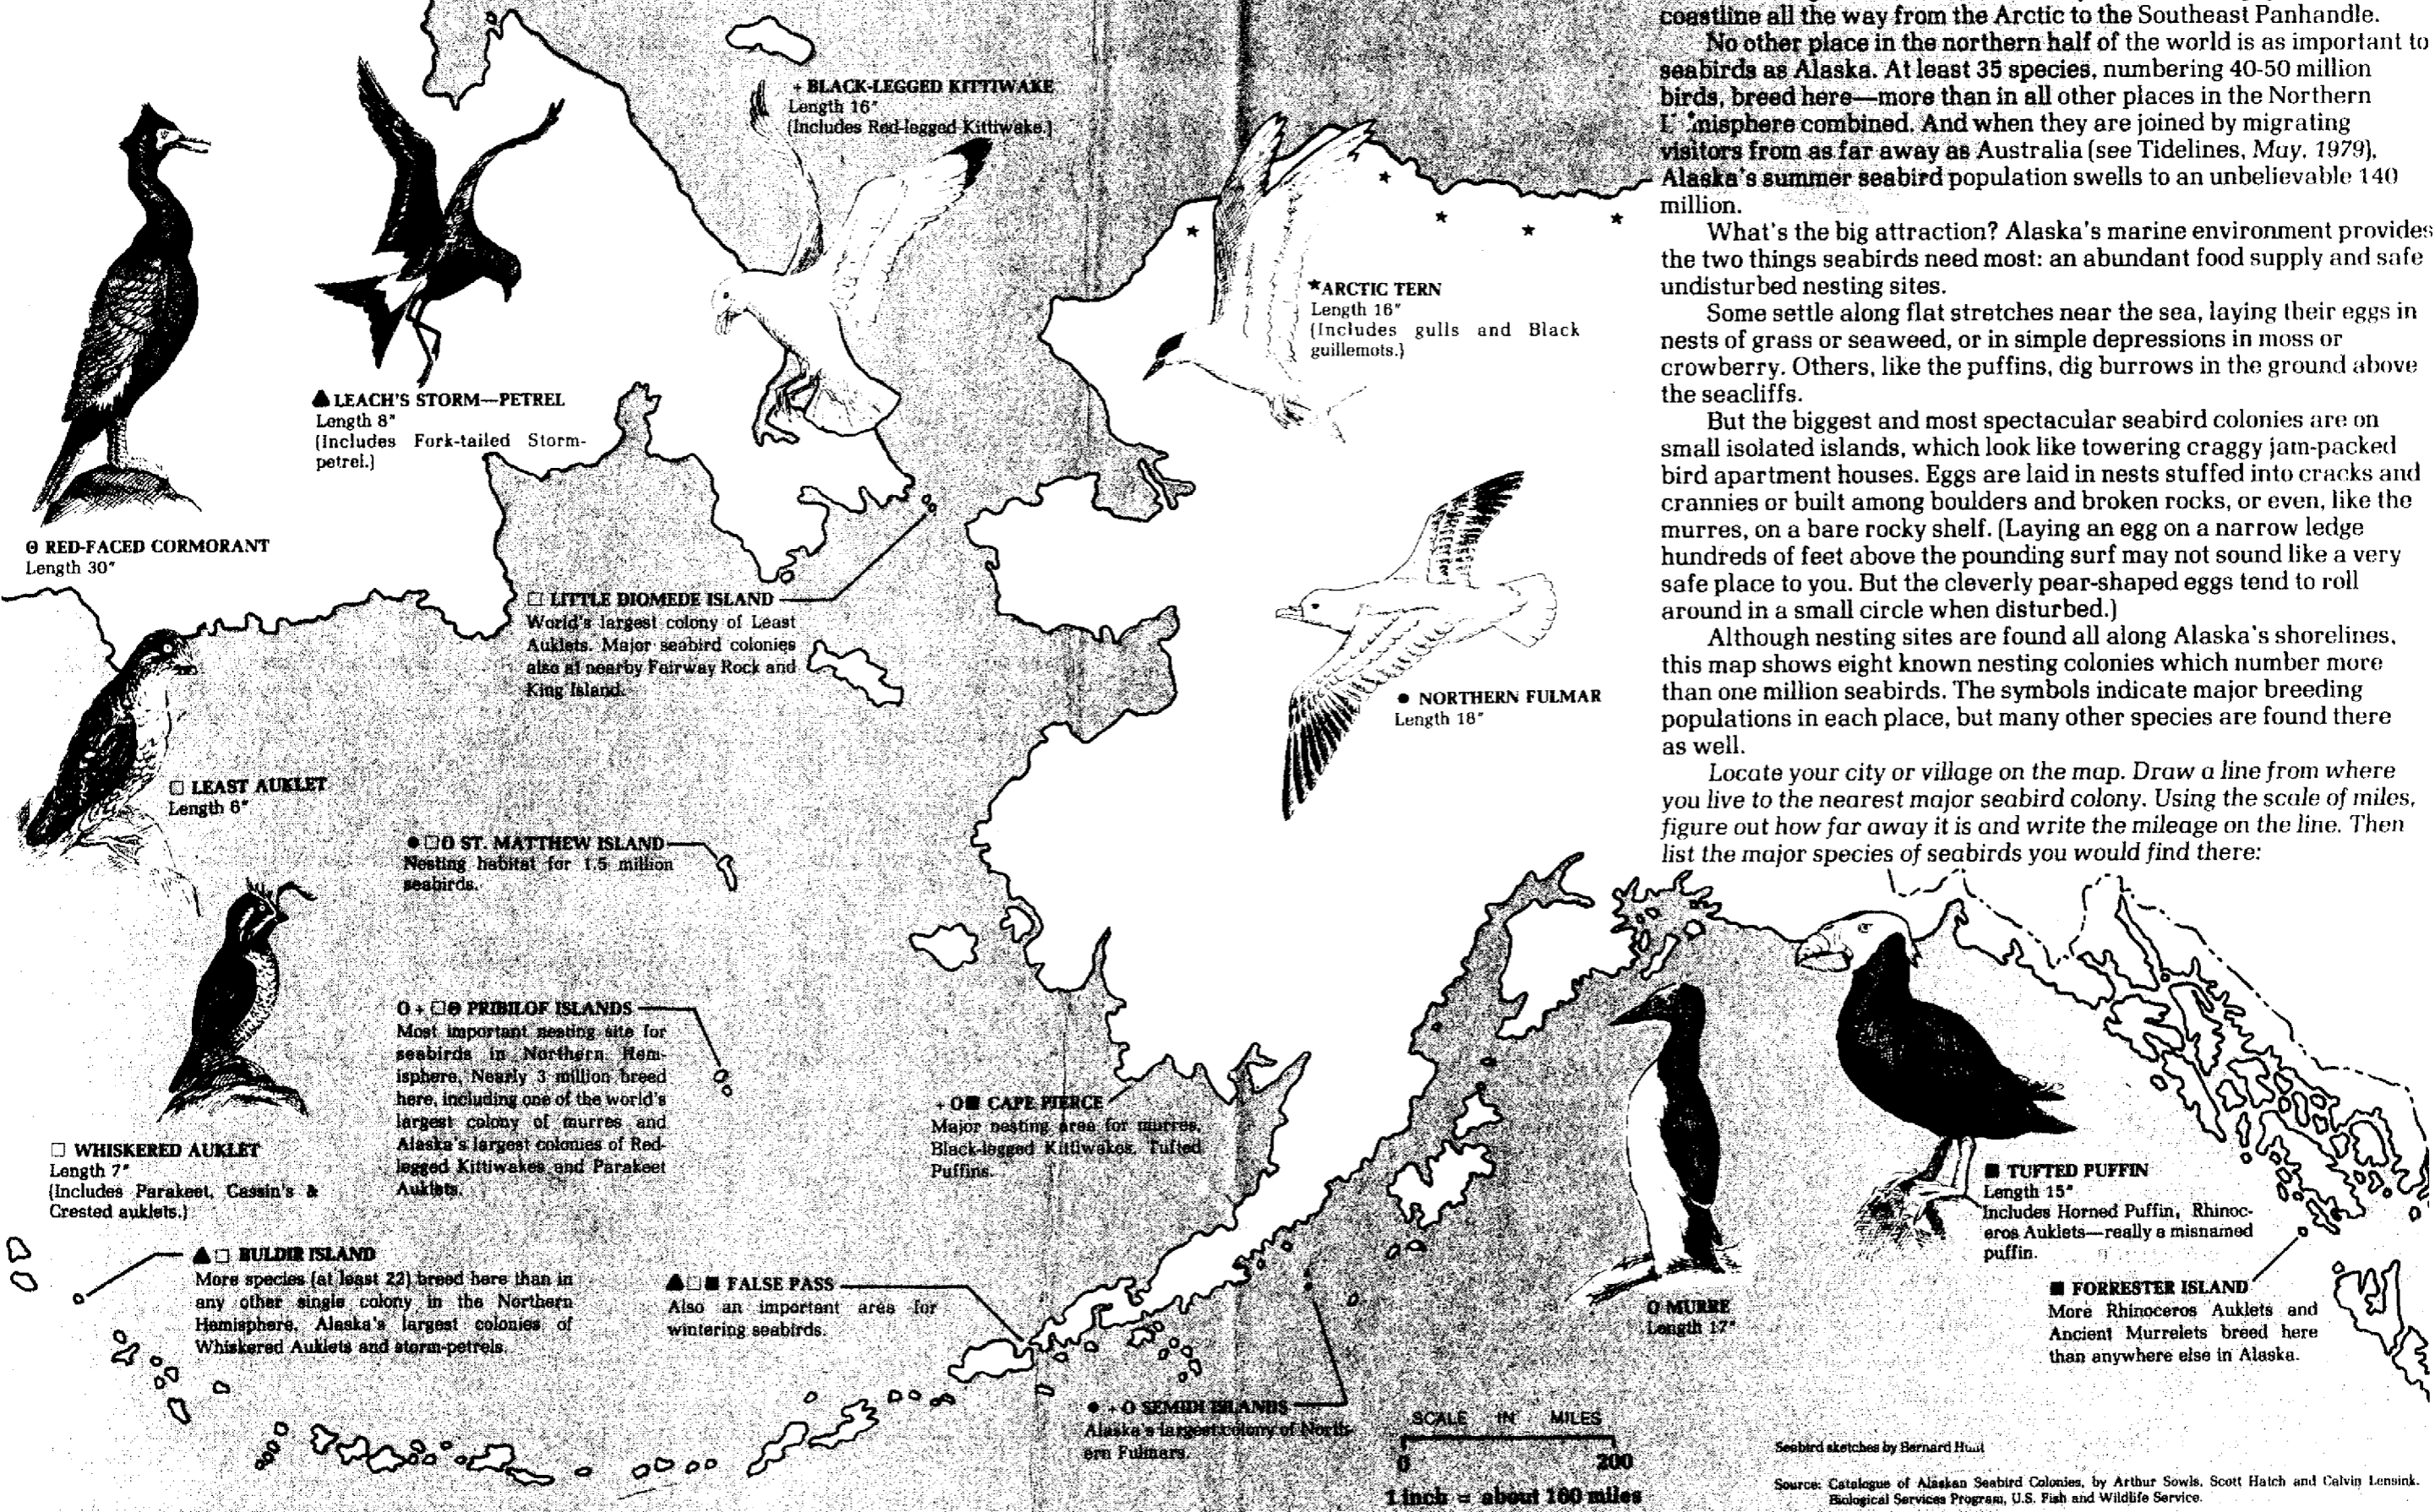 coastline all the way from the Arctic to the Southeast Panhandle.
No other place in the northern half of the world is as important to
seabirds as Alaska. At least 35 species, numbering 40-50 million
birds, breed here—more than in all other places in the Northern
misphere combined. And when they are joined by migrating
visitors from as far away as Australia (see Tidelines, May, 1979),
Alaska's summer seabird population swells to an unbelievable 140
million.
What's the big attraction? Alaska's marine environment provides
the two things seabirds need most: an abundant food supply and safe
undisturbed nesting sites.
Some settle along flat stretches near the sea, laying their eggs in
nests of grass or seaweed, or in simple depressions in moss or
crowberry. Others, like the puffins, dig burrows in the ground above
the seacliffs.
But the biggest and most spectacular seabird colonies are on
small isolated islands, which look like towering craggy jam-packed
bird apartment houses. Eggs are laid in nests stuffed into cracks and
crannies or built among boulders and broken rocks, or even, like the
murres, on a bare rocky shelf. (Laying an egg on a narrow ledge
hundreds of feet above the pounding surf may not sound like a very
safe place to you. But the cleverly pear-shaped eggs tend to roll
around in a small circle when disturbed.)
Although nesting sites are found all along Alaska's shorelines,
this map shows eight known nesting colonies which number more
than one million seabirds. The symbols indicate major breeding
populations in each place, but many other species are found there
as well.
Locate your city or village on the map. Draw a line from where
you live to the nearest major seabird colony. Using the scale of miles,
figure out how far away it is and write the mileage on the line. Then
list the major species of seabirds you would find there:
+ BLACK-LEGGED KITTIWAKE
Length 16"
(Includes Red-legged Kittiwake.)
★ARCTIC TERN
Length 16"
(Includes gulls and Black
guillemots.)
▲ LEACH'S STORM—PETREL
Length 8"
(Includes Fork-tailed Storm-
petrel.)
Θ RED-FACED CORMORANT
Length 30"
□ LITTLE DIOMEDE ISLAND
World's largest colony of Least
Auklets. Major seabird colonies
also at nearby Fairway Rock and
King Island.
● NORTHERN FULMAR
Length 18"
□ LEAST AUKLET
Length 6"
●□O ST. MATTHEW ISLAND
Nesting habitat for 1.5 million
seabirds.
O + □Θ PRIBILOF ISLANDS
Most important nesting site for
seabirds in Northern Hem-
isphere. Nearly 3 million breed
here, including one of the world's
largest colony of murres and
Alaska's largest colonies of Red-
legged Kittiwakes and Parakeet
Auklets.
+ O■ CAPE PIERCE
Major nesting area for murres,
Black-legged Kittiwakes, Tufted
Puffins.
□ WHISKERED AUKLET
Length 7"
(Includes Parakeet, Cassin's &
Crested auklets.)
■ TUFTED PUFFIN
Length 15"
Includes Horned Puffin, Rhinoc-
eros Auklets—really a misnamed
puffin.
▲□ BULDIR ISLAND
More species (at least 22) breed here than in
any other single colony in the Northern
Hemisphere. Alaska's largest colonies of
Whiskered Auklets and storm-petrels.
▲□■ FALSE PASS
Also an important area for
wintering seabirds.
O MURRE
Length 17"
■ FORRESTER ISLAND
More Rhinoceros Auklets and
Ancient Murrelets breed here
than anywhere else in Alaska.
● + O SEMIDI ISLANDS
Alaska's largest colony of North-
ern Fulmars.
SCALE IN MILES
0 200
1 inch = about 160 miles
Seabird sketches by Bernard Hunt
Source: Catalogue of Alaskan Seabird Colonies, by Arthur Sowls, Scott Hatch and Calvin Lensink.
Biological Services Program, U.S. Fish and Wildlife Service.